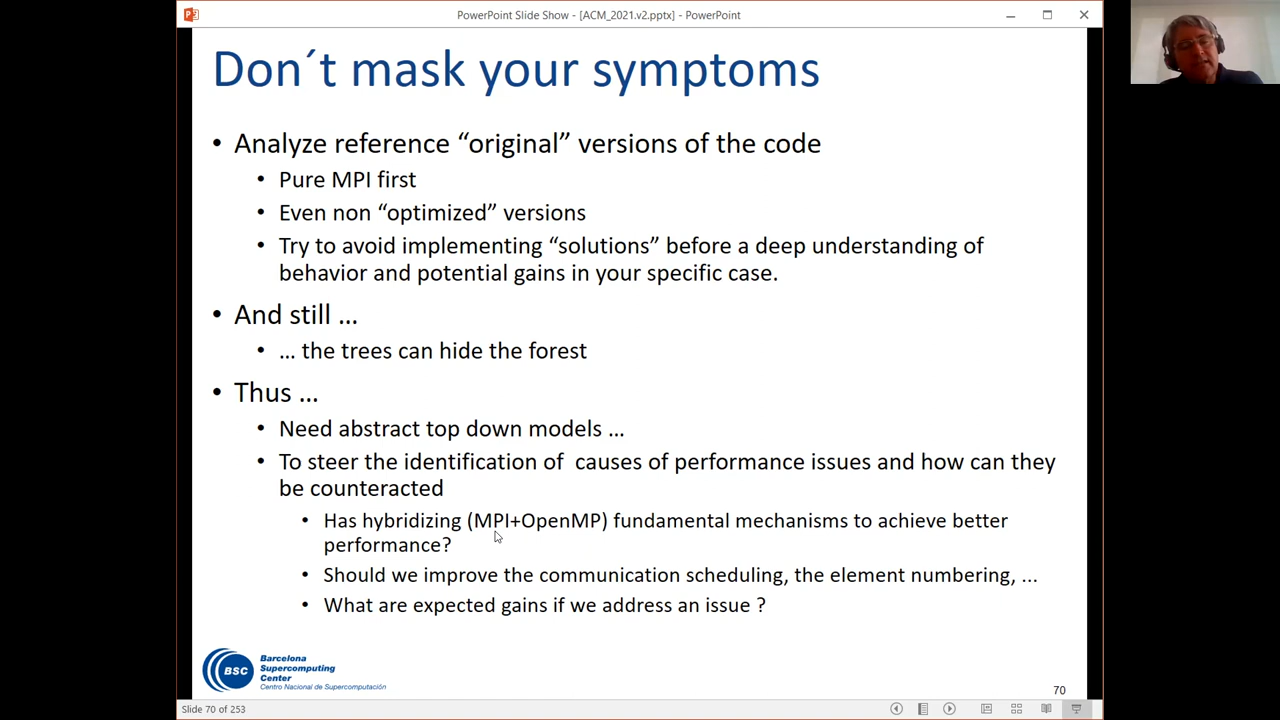 PowerPoint Slide Show - [ACM_2021.v2.pptx] - PowerPoint
Don´t mask your symptoms
• Analyze reference “original” versions of the code
• Pure MPI first
• Even non “optimized” versions
• Try to avoid implementing “solutions” before a deep understanding of
behavior and potential gains in your specific case.
• And still …
• … the trees can hide the forest
• Thus …
• Need abstract top down models …
• To steer the identification of  causes of performance issues and how can they
be counteracted
• Has hybridizing (MPI+OpenMP) fundamental mechanisms to achieve better
performance?
• Should we improve the communication scheduling, the element numbering, ...
• What are expected gains if we address an issue ?
BSC
Barcelona
Supercomputing
Center
Centro Nacional de Supercomputación
70
Slide 70 of 253